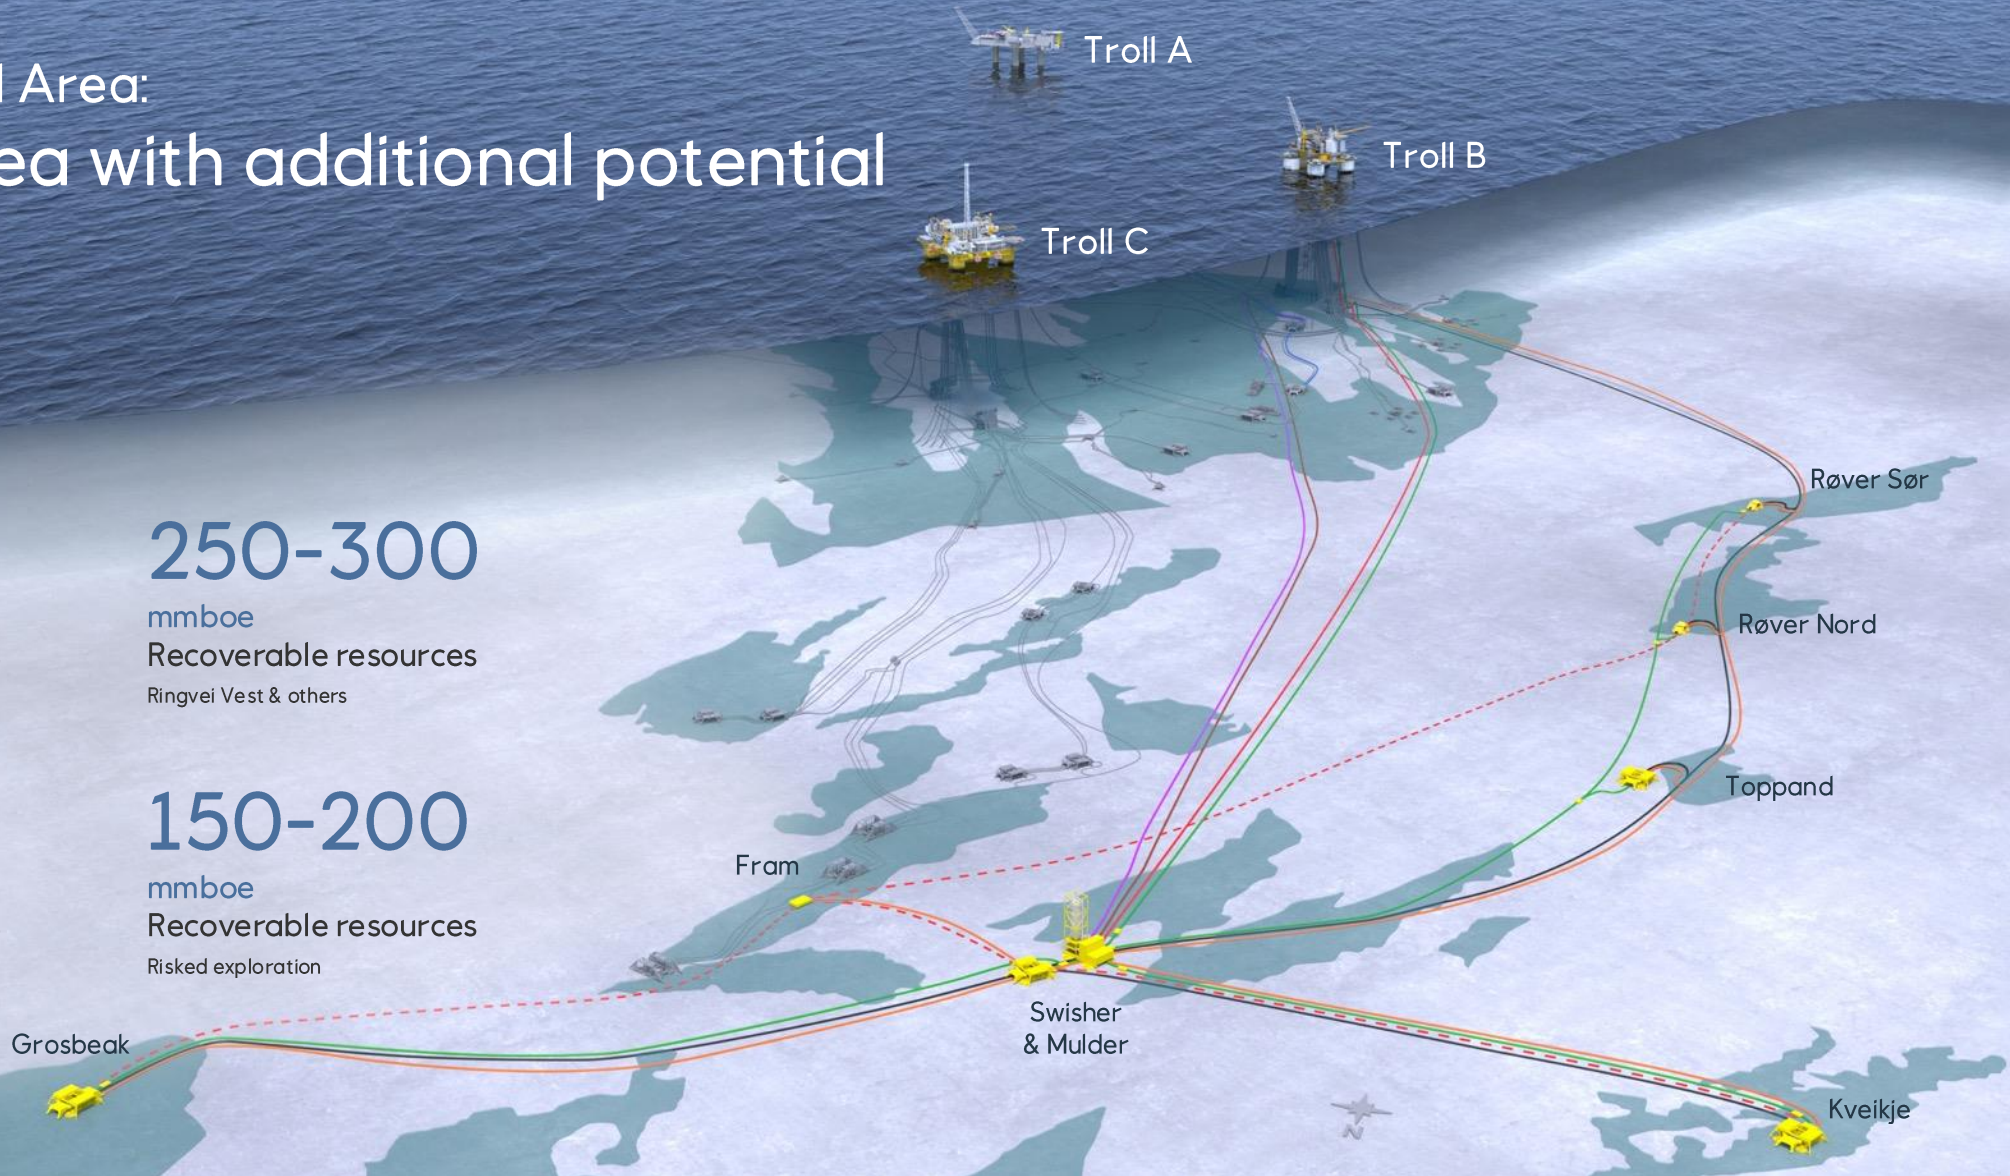 Area:
with additional potential
Troll A
Troll B
Troll C
250-300
mmboe
Recoverable resources
Ringvei Vest & others
150-200
mmboe
Recoverable resources
Risked exploration
Røver Sør
Røver Nord
Toppand
Fram
Swisher
& Mulder
Grosbeak
Kveikje
N